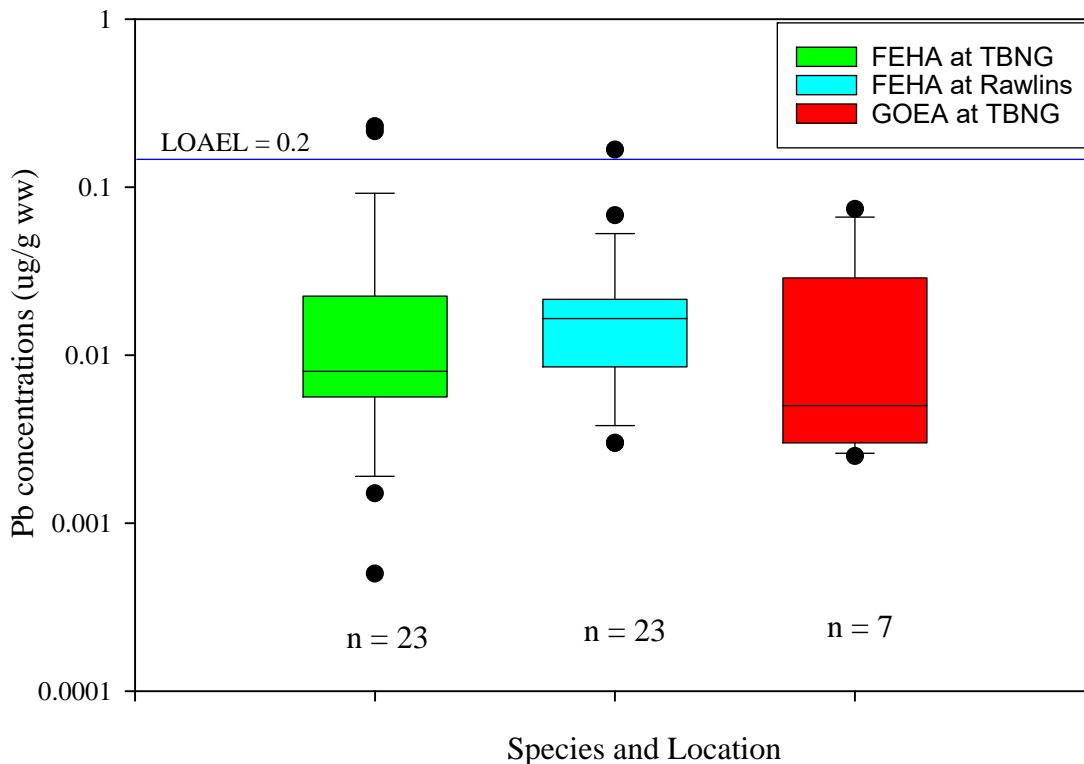 1
FEHA at TBNG
FEHA at Rawlins
GOEA at TBNG
LOAEL = 0.2
0.1
Pb concentrations (ug/g ww)
0.01
0.001
n = 23
n = 23
n = 7
0.0001
Species and Location